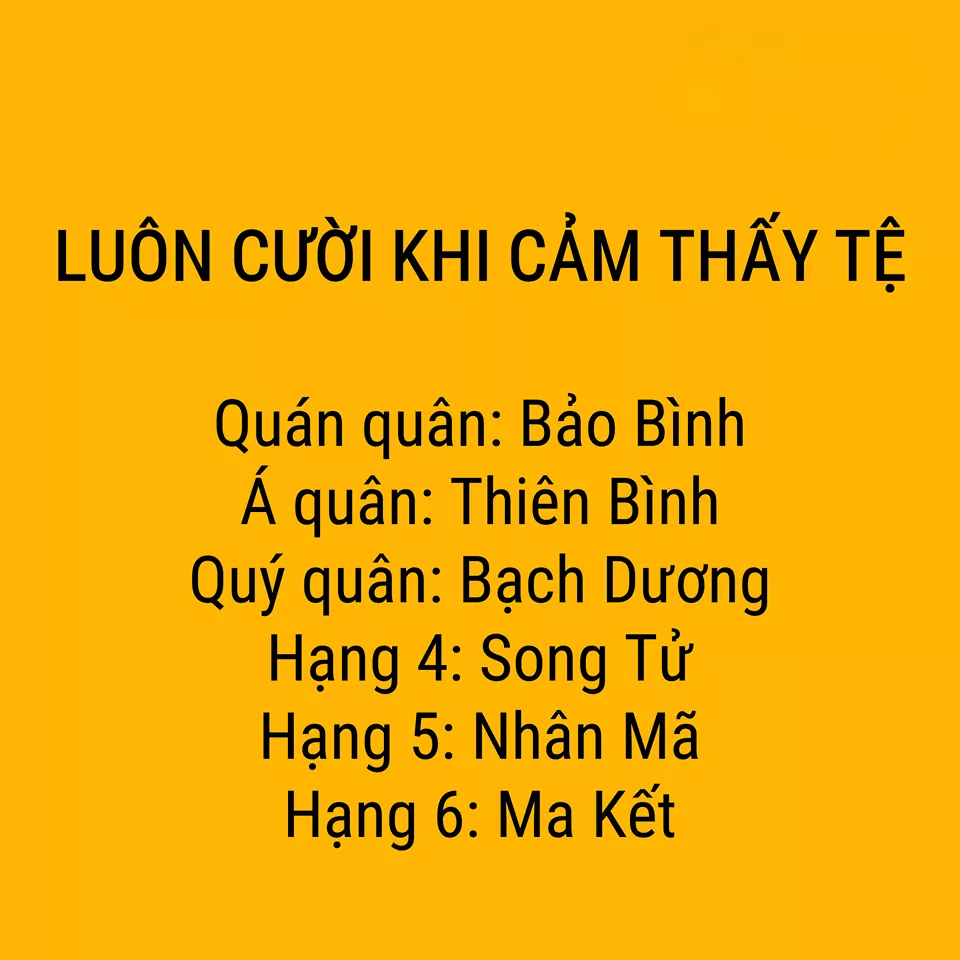 LUÔN CƯỜI KHI CẢM THẤY TỆ
Quán quân: Bảo Bình
Á quân: Thiên Bình
Quý quân: Bạch Dương
Hạng 4: Song Tử
Hạng 5: Nhân Mã
Hạng 6: Ma Kết